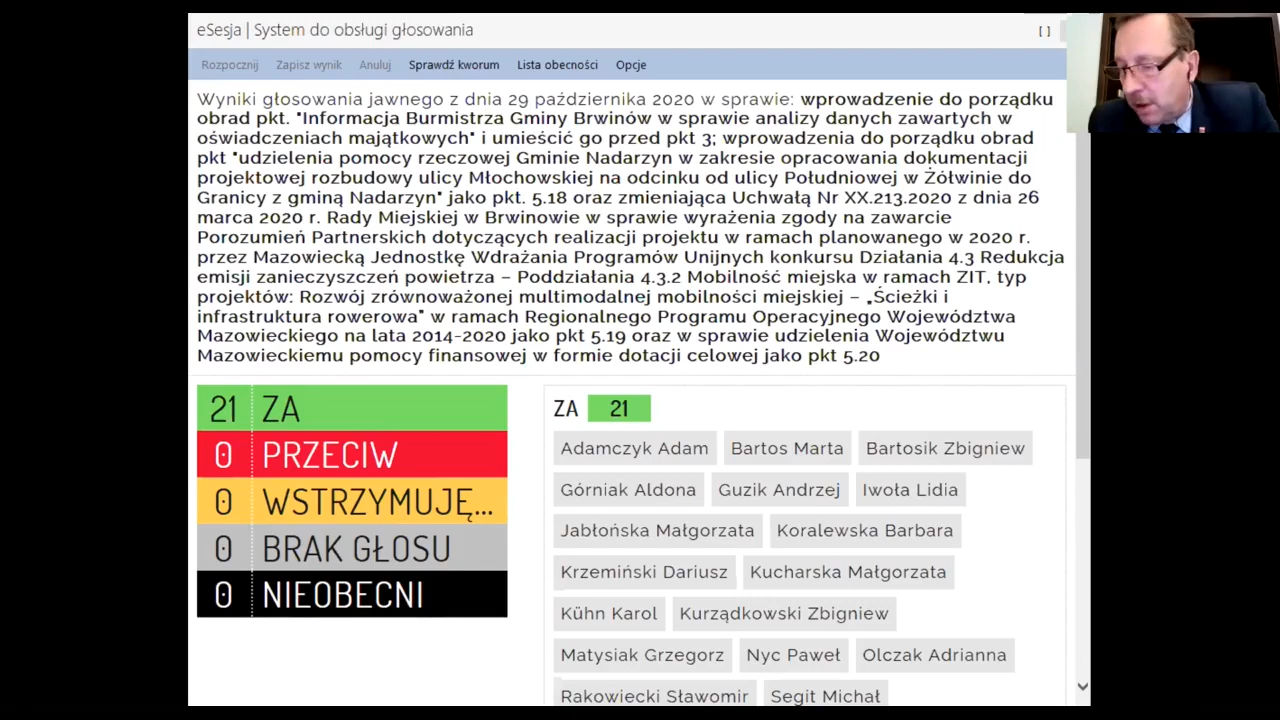 eSesja | System do obsługi głosowania
[ ]
Rozpocznij Zapisz wynik Anuluj Sprawdź kworum Lista obecności Opcje
Wyniki głosowania jawnego z dnia 29 października 2020 w sprawie: wprowadzenie do porządku
obrad pkt. "Informacja Burmistrza Gminy Brwinów w sprawie analizy danych zawartych w
oświadczeniach majątkowych" i umieścić go przed pkt 3; wprowadzenia do porządku obrad
pkt "udzielenia pomocy rzeczowej Gminie Nadarzyn w zakresie opracowania dokumentacji
projektowej rozbudowy ulicy Młochowskiej na odcinku od ulicy Południowej w Żółwinie do
Granicy z gminą Nadarzyn" jako pkt. 5.18 oraz zmieniająca Uchwałą Nr XX.213.2020 z dnia 26
marca 2020 r. Rady Miejskiej w Brwinowie w sprawie wyrażenia zgody na zawarcie
Porozumień Partnerskich dotyczących realizacji projektu w ramach planowanego w 2020 r.
przez Mazowiecką Jednostkę Wdrażania Programów Unijnych konkursu Działania 4.3 Redukcja
emisji zanieczyszczeń powietrza – Poddziałania 4.3.2 Mobilność miejska w ramach ZIT, typ
projektów: Rozwój zrównoważonej multimodalnej mobilności miejskiej – „Ścieżki i
infrastruktura rowerowa" w ramach Regionalnego Programu Operacyjnego Województwa
Mazowieckiego na lata 2014-2020 jako pkt 5.19 oraz w sprawie udzielenia Województwu
Mazowieckiemu pomocy finansowej w formie dotacji celowej jako pkt 5.20
21 ZA
0 PRZECIW
0 WSTRZYMUJĘ...
0 BRAK GŁOSU
0 NIEOBECNI
ZA 21
Adamczyk Adam Bartos Marta Bartosik Zbigniew
Górniak Aldona Guzik Andrzej Iwoła Lidia
Jabłońska Małgorzata Koralewska Barbara
Krzemiński Dariusz Kucharska Małgorzata
Kühn Karol Kurządkowski Zbigniew
Matysiak Grzegorz Nyc Paweł Olczak Adrianna
Rakowiecki Sławomir Segit Michał